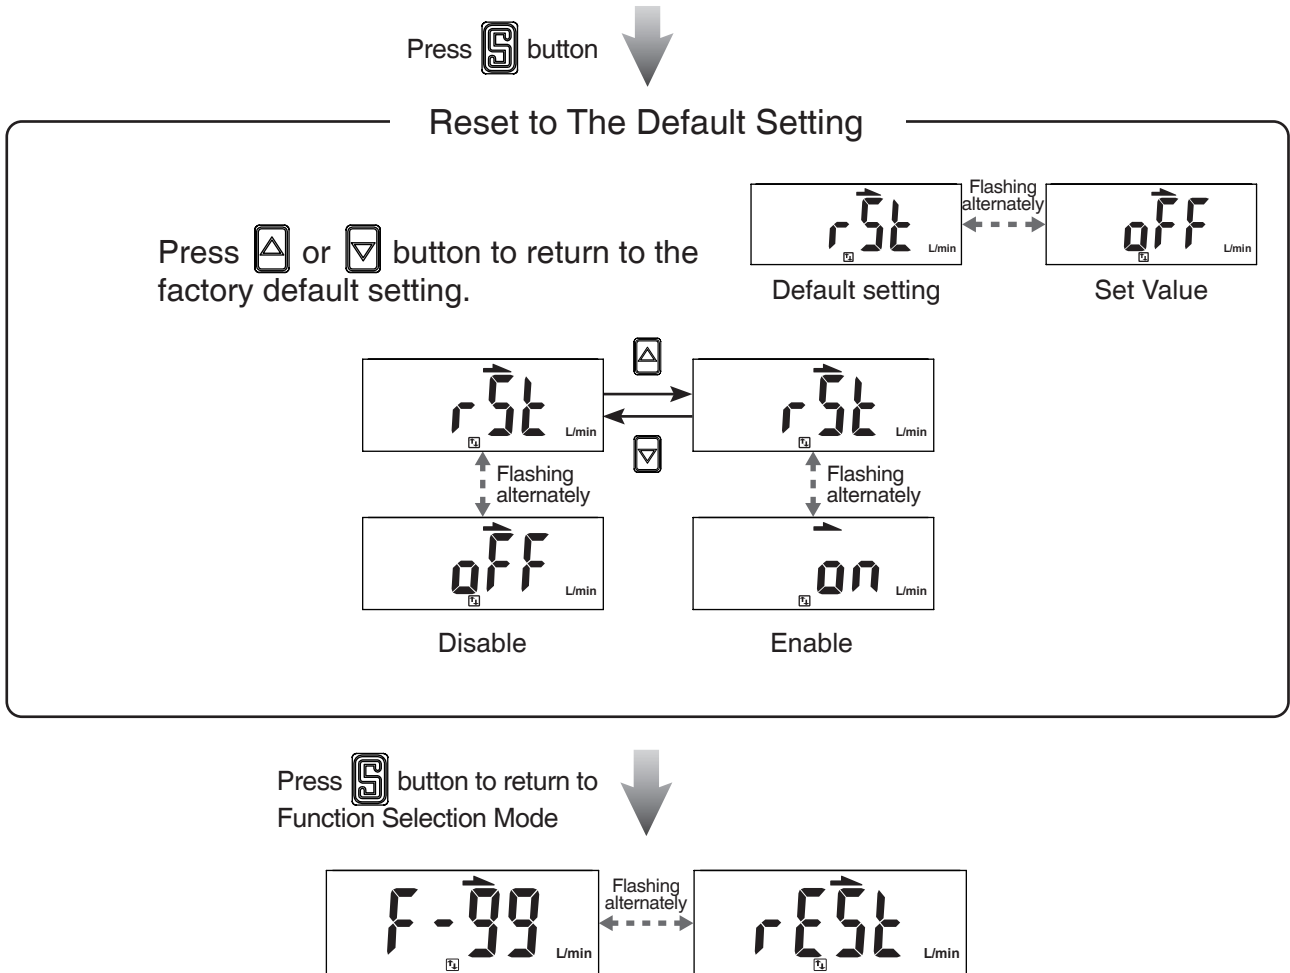 Press S button
Reset to The Default Setting
Flashing
alternately
rSt L/min
oFF L/min
Default setting
Set Value
Press or button to return to the
factory default setting.
rSt L/min
rSt L/min
Flashing
alternately
Flashing
alternately
oFF L/min
on L/min
Disable
Enable
Press S button to return to
Function Selection Mode
Flashing
alternately
F-99 L/min
rESt L/min